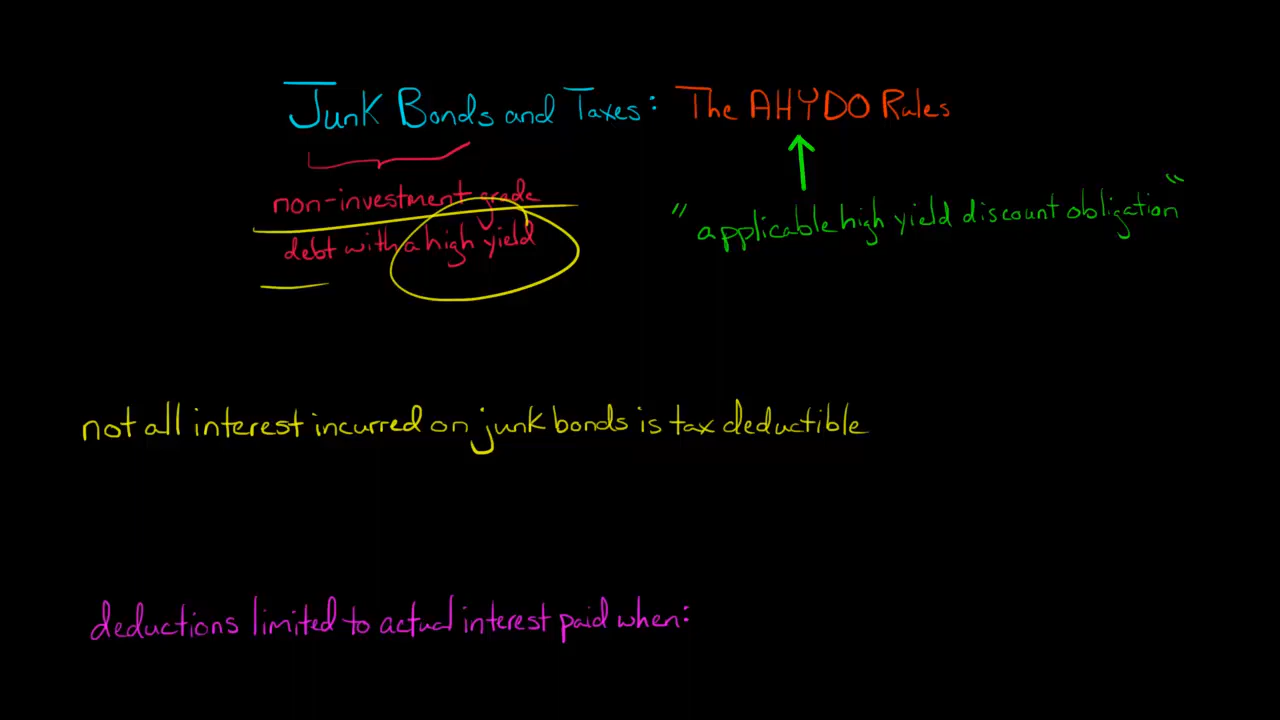 Junk Bonds and Taxes: The AHYDO Rules
non-investment grade
debt with a high yield
"applicable high yield discount obligation"
not all interest incurred on junk bonds is tax deductible
deductions limited to actual interest paid when: